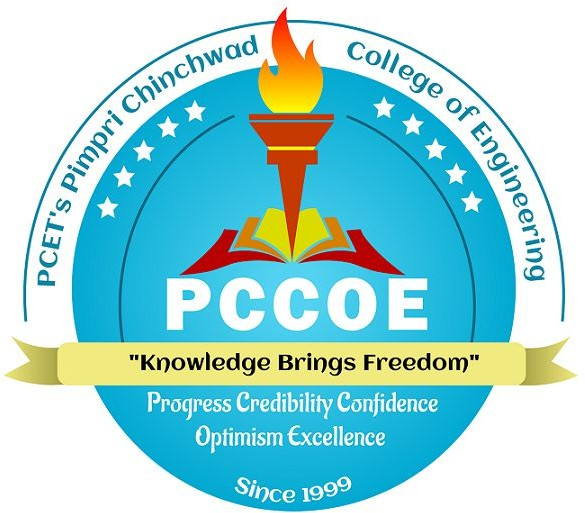 PCET's Pimpri Chinchwad College of Engineering
PCCOE
"Knowledge Brings Freedom"
Progress Credibility Confidence
Optimism Excellence
Since 1999